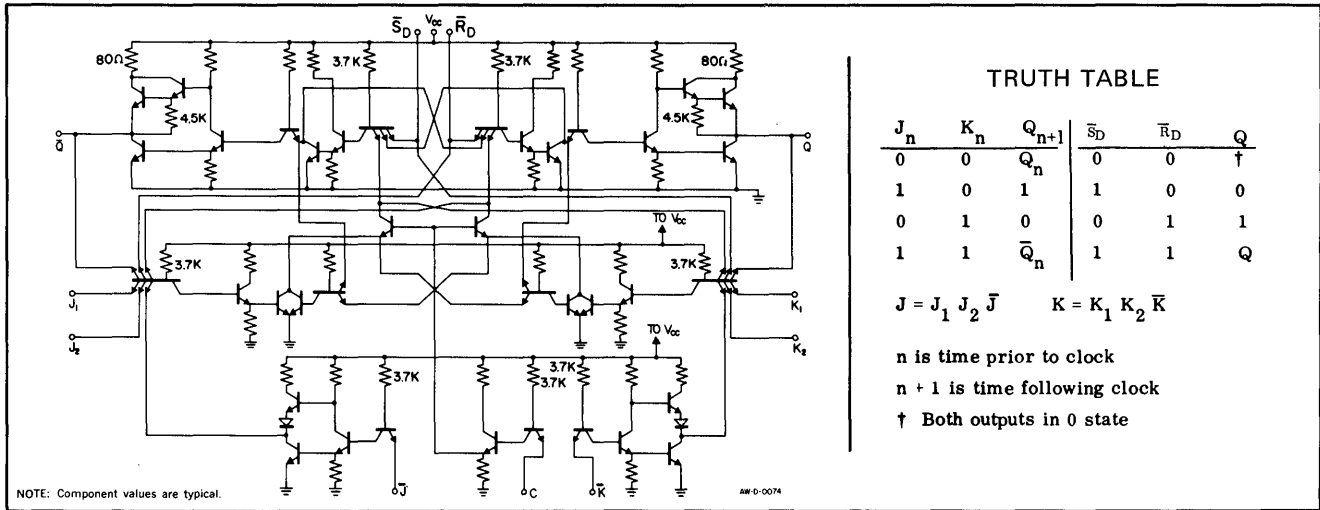 S̅D VCC R̅D
80Ω 3.7K 3.7K 80Ω
4.5K 4.5K
Q̅ Q
TO VCC
3.7K 3.7K
J1 K1
J2 K2
TO VCC
3.7K 3.7K 3.7K
J̅ C K̅
NOTE: Component values are typical.
AW-D-0074
TRUTH TABLE
Jn Kn Qn+1 S̅D R̅D Q
0 0 Qn 0 0 †
1 0 1 1 0 0
0 1 0 0 1 1
1 1 Q̅n 1 1 Q
J = J1 J2 J̅ K = K1 K2 K̅
n is time prior to clock
n + 1 is time following clock
† Both outputs in 0 state